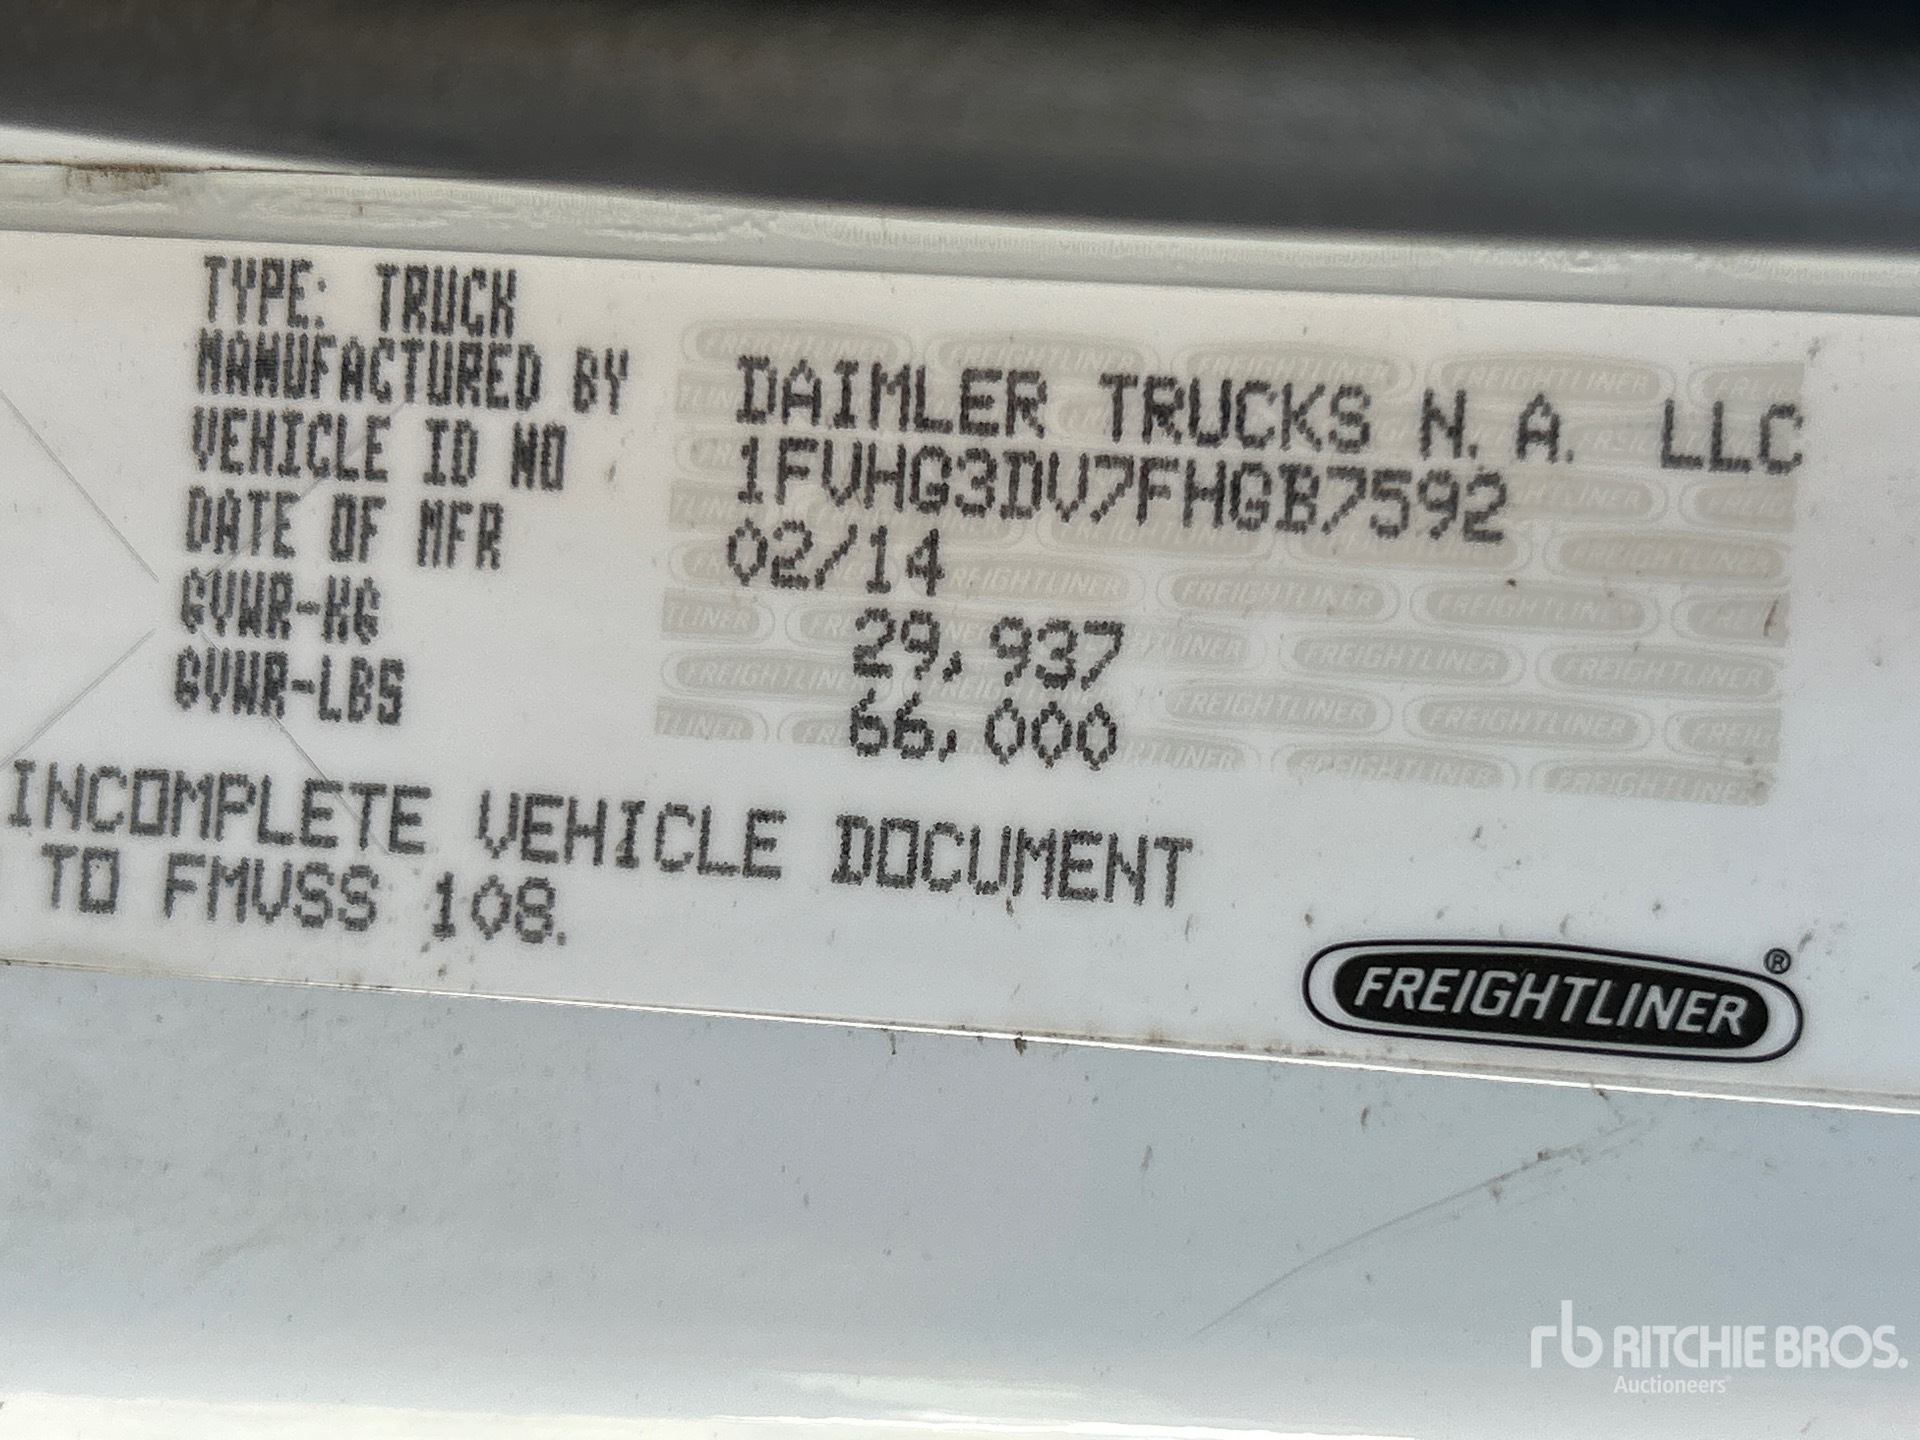 TYPE: TRUCK
MANUFACTURED BY DAIMLER TRUCKS N.A. LLC
VEHICLE ID NO 1FVHG3DV7FHGB7592
DATE OF MFR 02/14
GVWR-KG 29,937
GVWR-LBS 66,000
INCOMPLETE VEHICLE DOCUMENT
TO FMVSS 108.
FREIGHTLINER®
rb RITCHIE BROS.
Auctioneers